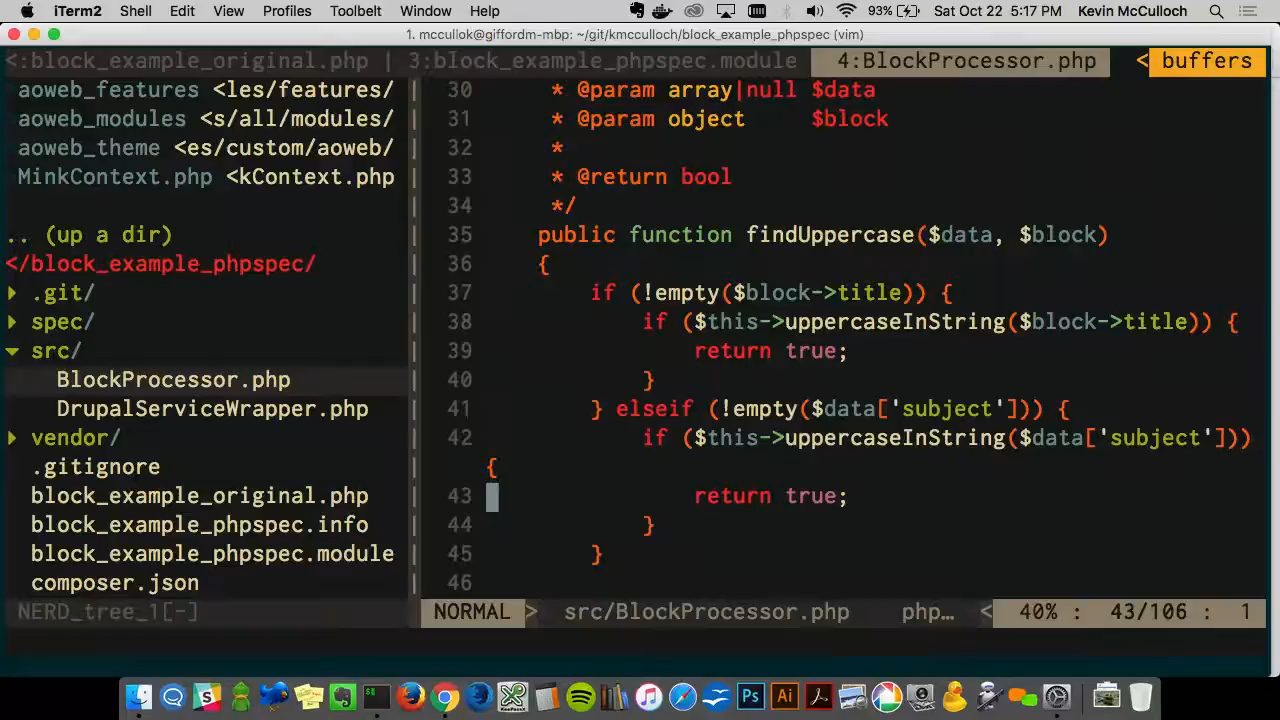 iTerm2 Shell Edit View Profiles Toolbelt Window Help 93% Sat Oct 22 5:17 PM Kevin McCulloch
1. mccullok@giffordm-mbp: ~/git/kmcculloch/block_example_phpspec (vim)
<:block_example_original.php | 3:block_example_phpspec.module 4:BlockProcessor.php < buffers
aoweb_features <les/features/
aoweb_modules <s/all/modules/
aoweb_theme <es/custom/aoweb/
MinkContext.php <kContext.php
.. (up a dir)
</block_example_phpspec/
▸ .git/
▸ spec/
▾ src/
BlockProcessor.php
DrupalServiceWrapper.php
▸ vendor/
.gitignore
block_example_original.php
block_example_phpspec.info
block_example_phpspec.module
composer.json
NERD_tree_1[-]
30 * @param array|null $data
31 * @param object $block
32 *
33 * @return bool
34 */
35 public function findUppercase($data, $block)
36 {
37 if (!empty($block->title)) {
38 if ($this->uppercaseInString($block->title)) {
39 return true;
40 }
41 } elseif (!empty($data['subject'])) {
42 if ($this->uppercaseInString($data['subject']))
{
43 return true;
44 }
45 }
46
NORMAL > src/BlockProcessor.php php… < 40% : 43/106 : 1
Ps Ai